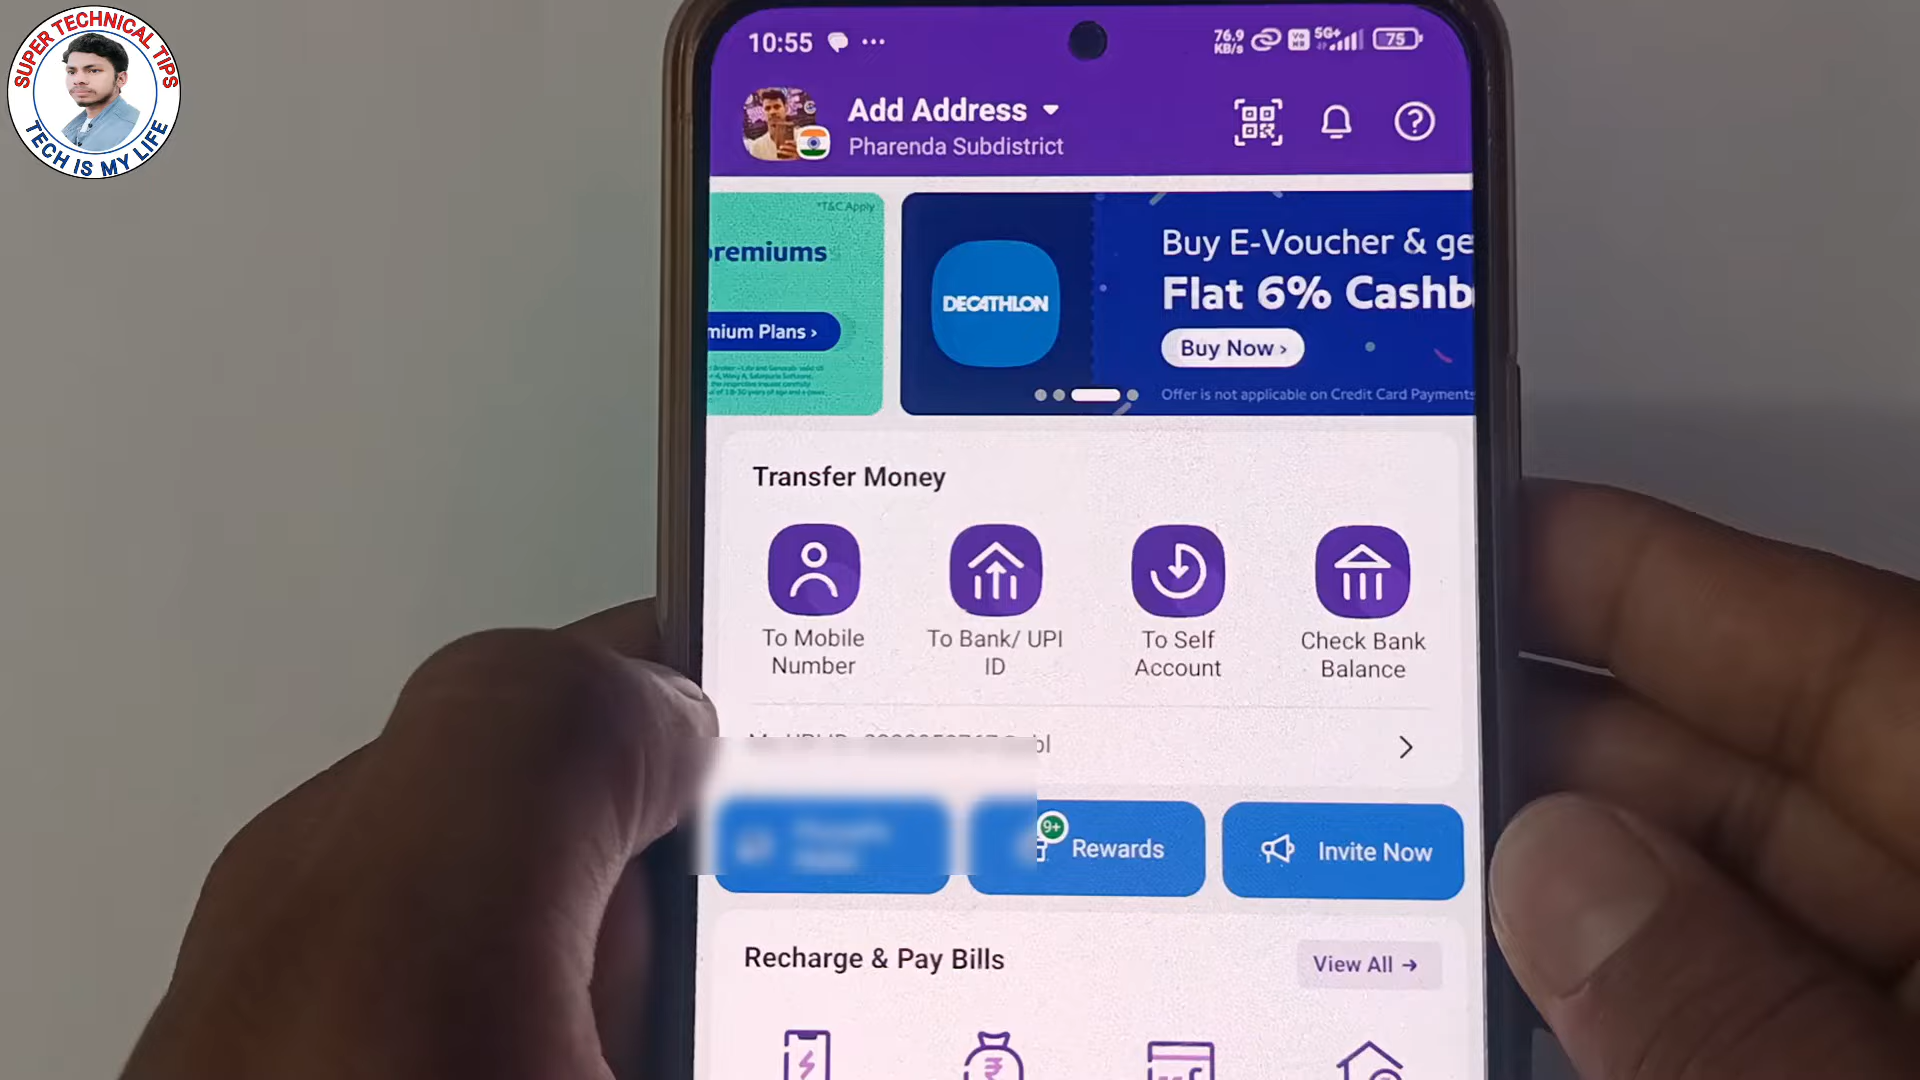 SUPER TECHNICAL TIPS
TECH IS MY LIFE
10:55
76.9 KB/s
5G+
75
Add Address
Pharenda Subdistrict
*T&C Apply
remiums
mium Plans ›
DECATHLON
Buy E-Voucher & ge
Flat 6% Cashb
Buy Now ›
Offer is not applicable on Credit Card Payments
Transfer Money
To Mobile Number
To Bank/ UPI ID
To Self Account
Check Bank Balance
9+
Rewards
Invite Now
Recharge & Pay Bills
View All →